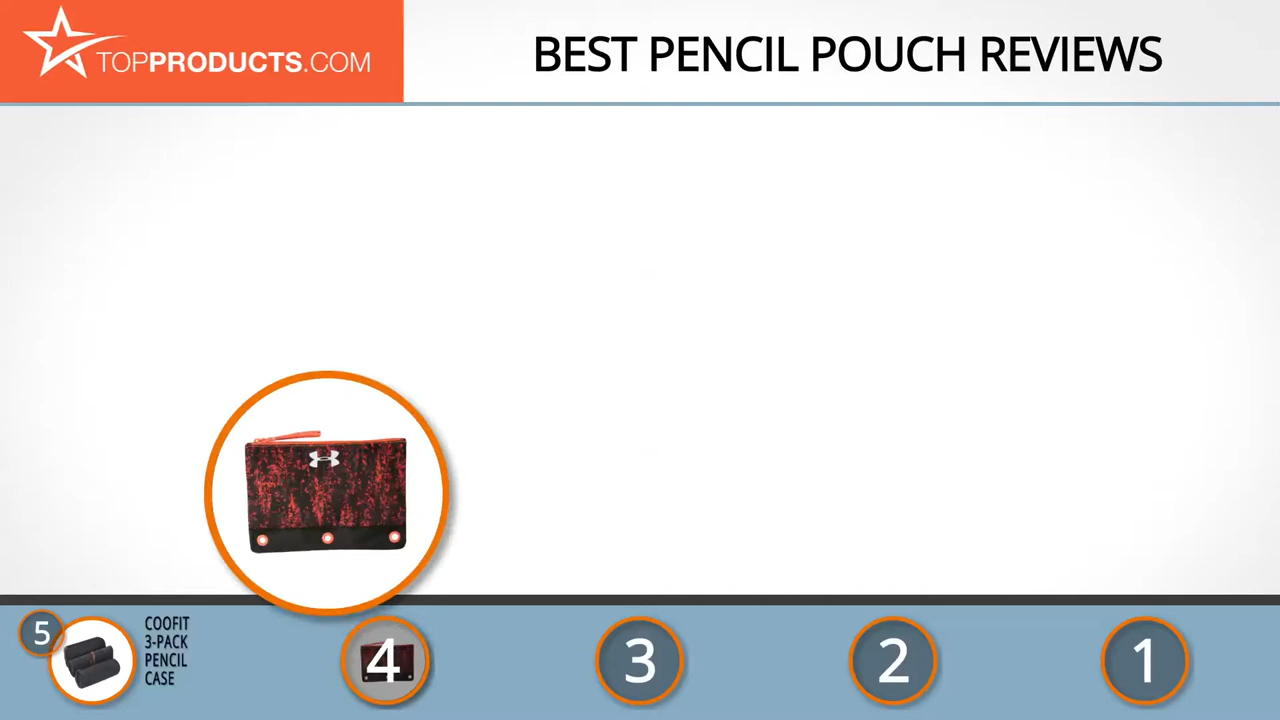 TOPPRODUCTS.COM
BEST PENCIL POUCH REVIEWS
5
COOFIT
3-PACK
PENCIL
CASE
4
3
2
1